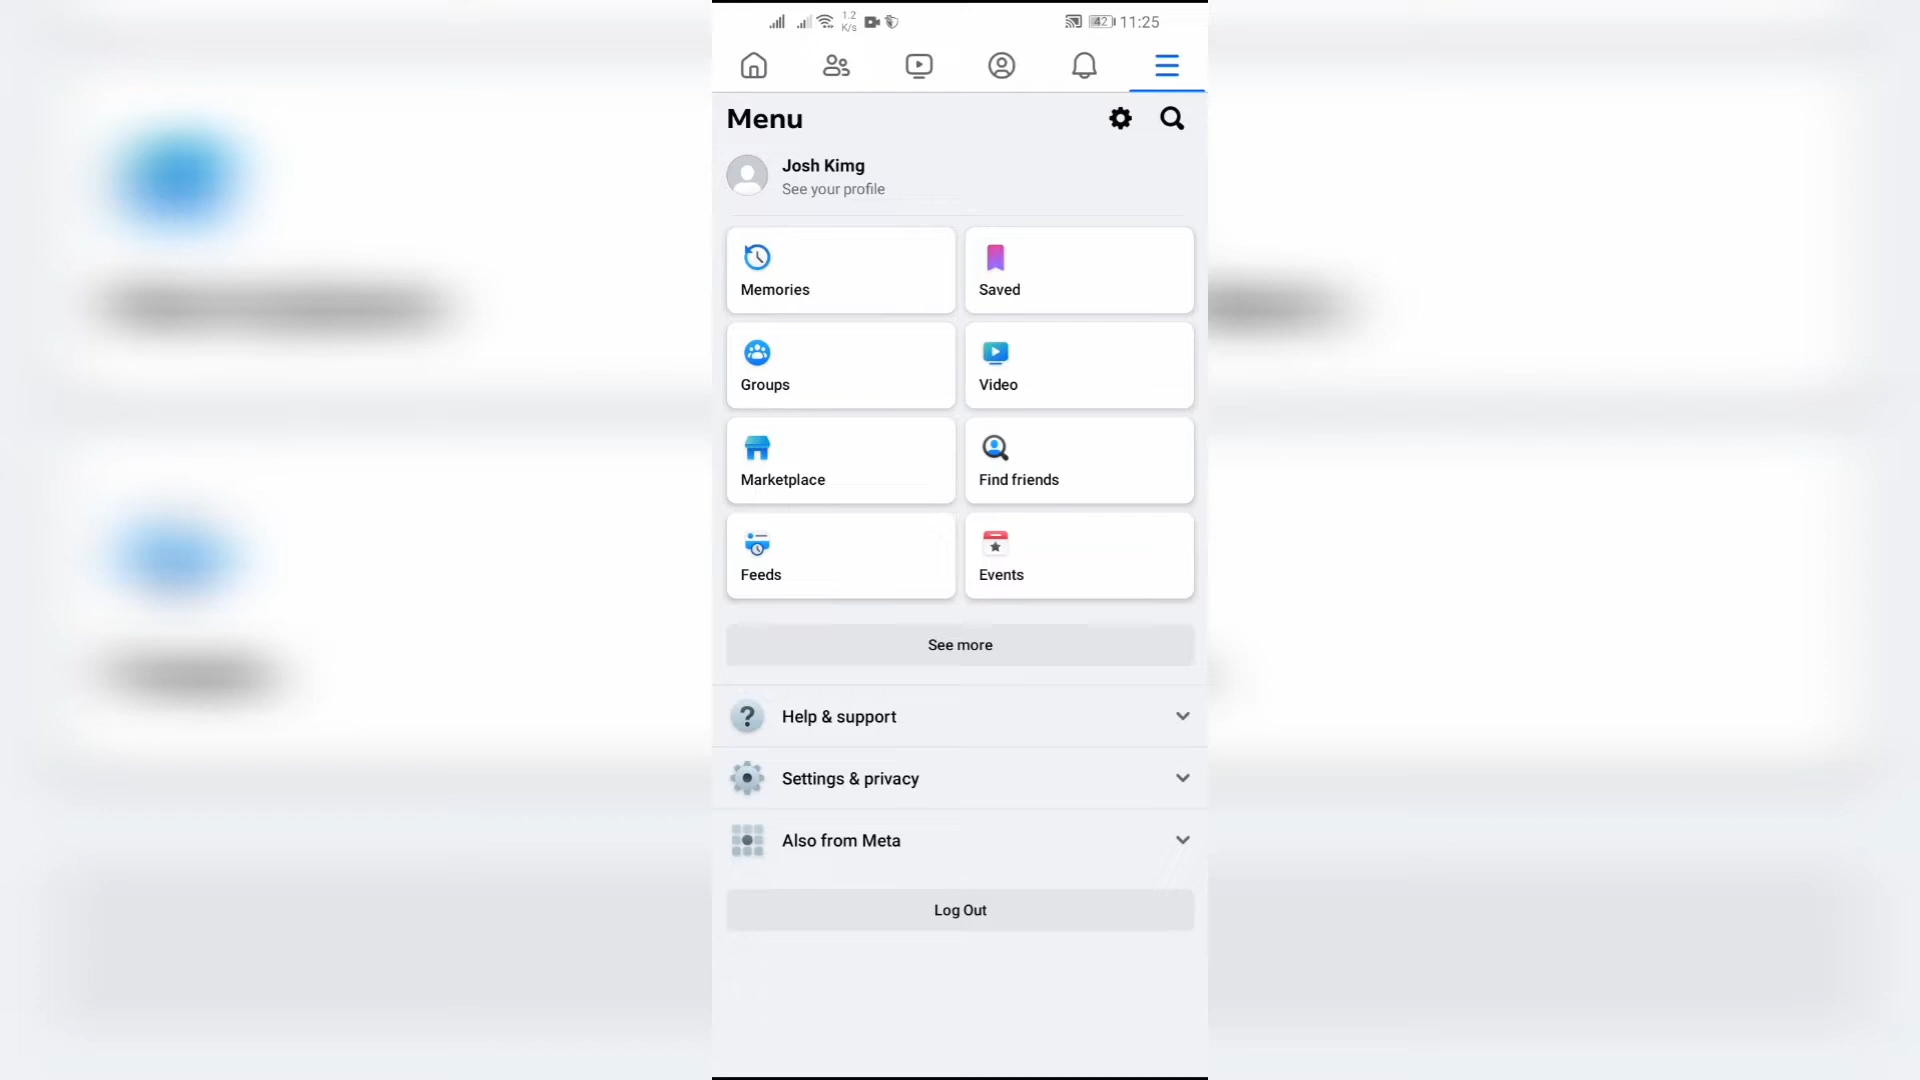 1.2
K/s
42
11:25
Menu
Josh Kimg
See your profile
Memories
Saved
Groups
Video
Marketplace
Find friends
Feeds
Events
See more
Help & support
Settings & privacy
Also from Meta
Log Out